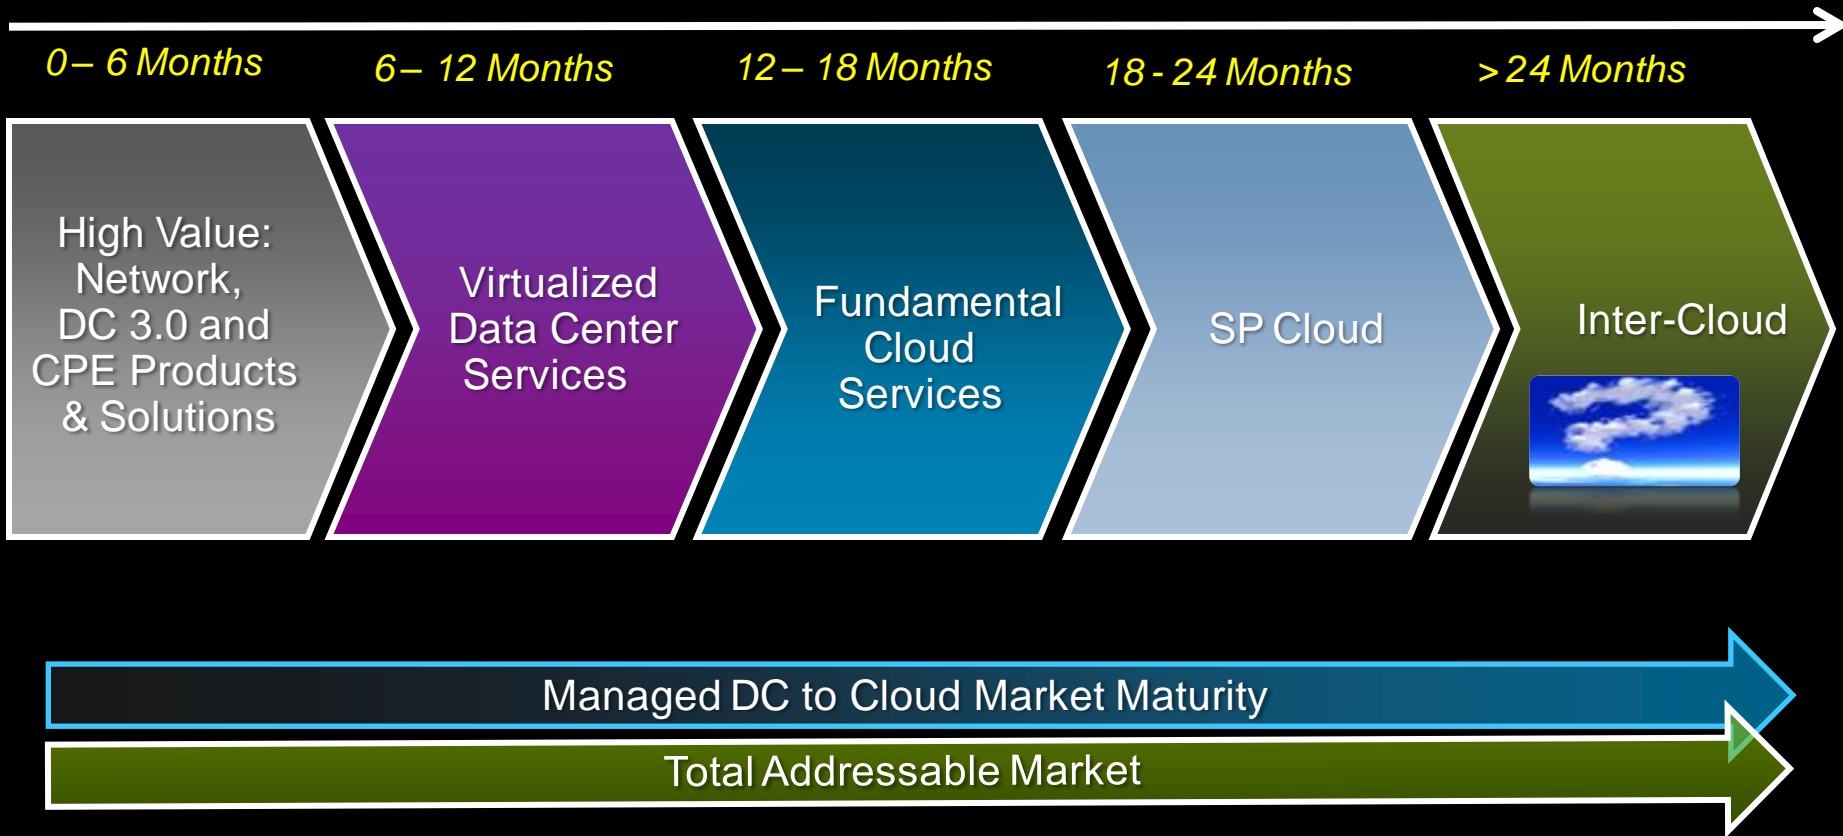 0 – 6 Months
6 – 12 Months
12 – 18 Months
18 - 24 Months
> 24 Months
High Value:
Network,
DC 3.0 and
CPE Products
& Solutions
Virtualized
Data Center
Services
Fundamental
Cloud
Services
SP Cloud
Inter-Cloud
Managed DC to Cloud Market Maturity
Total Addressable Market